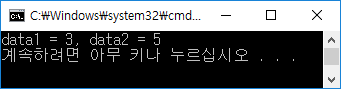 C:\Windows\system32\cmd...
data1 = 3, data2 = 5
계속하려면 아무 키나 누르십시오 . . .